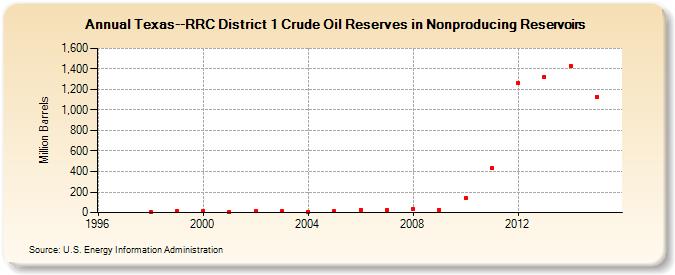 Annual Texas--RRC District 1 Crude Oil Reserves in Nonproducing Reservoirs
Million Barrels
1,600
1,400
1,200
1,000
800
600
400
200
0
1996 2000 2004 2008 2012
Source: U.S. Energy Information Administration